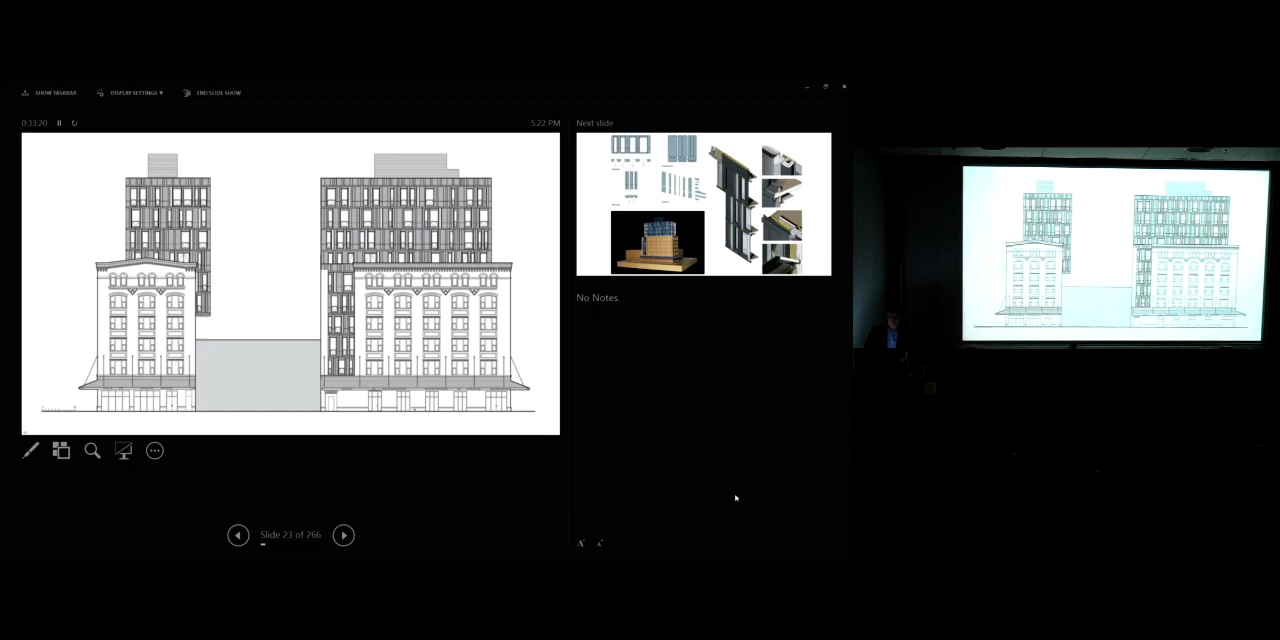 SHOW TASKBAR
DISPLAY SETTINGS ▼
END SLIDE SHOW
0:33:20
5:22 PM
Next slide
No Notes.
Slide 23 of 266
A
A